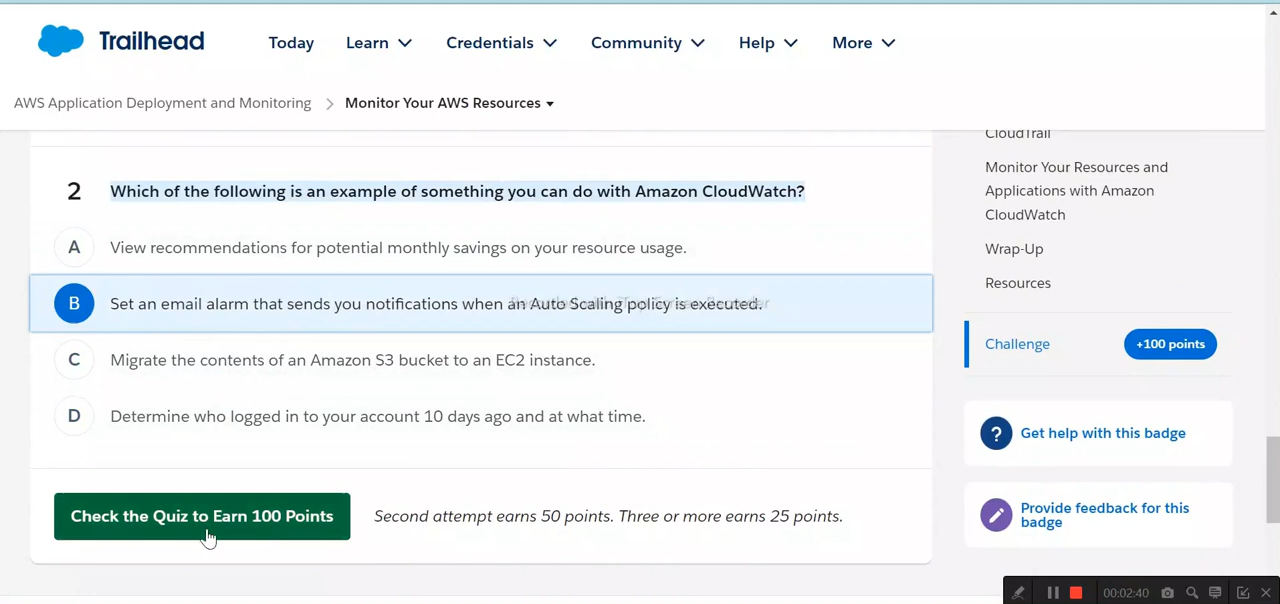 Trailhead
Today
Learn
Credentials
Community
Help
More
AWS Application Deployment and Monitoring
Monitor Your AWS Resources
CloudTrail
Monitor Your Resources and
Applications with Amazon
CloudWatch
Wrap-Up
Resources
Challenge
+100 points
? Get help with this badge
Provide feedback for this
badge
2 Which of the following is an example of something you can do with Amazon CloudWatch?
A View recommendations for potential monthly savings on your resource usage.
B Set an email alarm that sends you notifications when an Auto Scaling policy is executed.
C Migrate the contents of an Amazon S3 bucket to an EC2 instance.
D Determine who logged in to your account 10 days ago and at what time.
Check the Quiz to Earn 100 Points
Second attempt earns 50 points. Three or more earns 25 points.
00:02:40